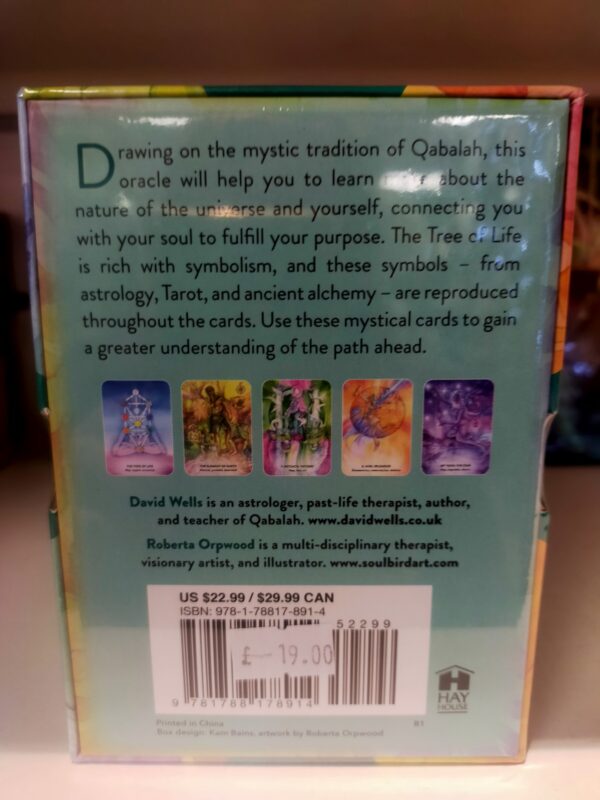 Drawing on the mystic tradition of Qabalah, this
oracle will help you to learn about the
nature of the universe and yourself, connecting you
with your soul to fulfill your purpose. The Tree of Life
is rich with symbolism, and these symbols – from
astrology, Tarot, and ancient alchemy – are reproduced
throughout the cards. Use these mystical cards to gain
a greater understanding of the path ahead.
THE TREE OF LIFE
David Wells is an astrologer, past-life therapist, author,
and teacher of Qabalah. www.davidwells.co.uk
Roberta Orpwood is a multi-disciplinary therapist,
visionary artist, and illustrator. www.soulbirdart.com
US $22.99 / $29.99 CAN
ISBN: 978-1-78817-891-4
52299
£ – 19.00
9 781788 178914
HAY
HOUSE
Printed in China
Box design: Kam Bains, artwork by Roberta Orpwood